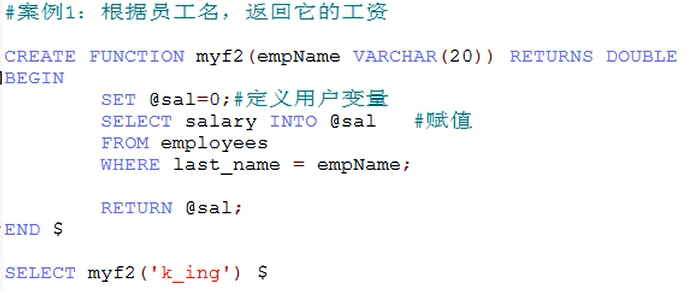 #案例1：根据员工名，返回它的工资
CREATE FUNCTION myf2(empName VARCHAR(20)) RETURNS DOUBLE
BEGIN
SET @sal=0;#定义用户变量
SELECT salary INTO @sal #赋值
FROM employees
WHERE last_name = empName;
RETURN @sal;
END $
SELECT myf2('k_ing') $